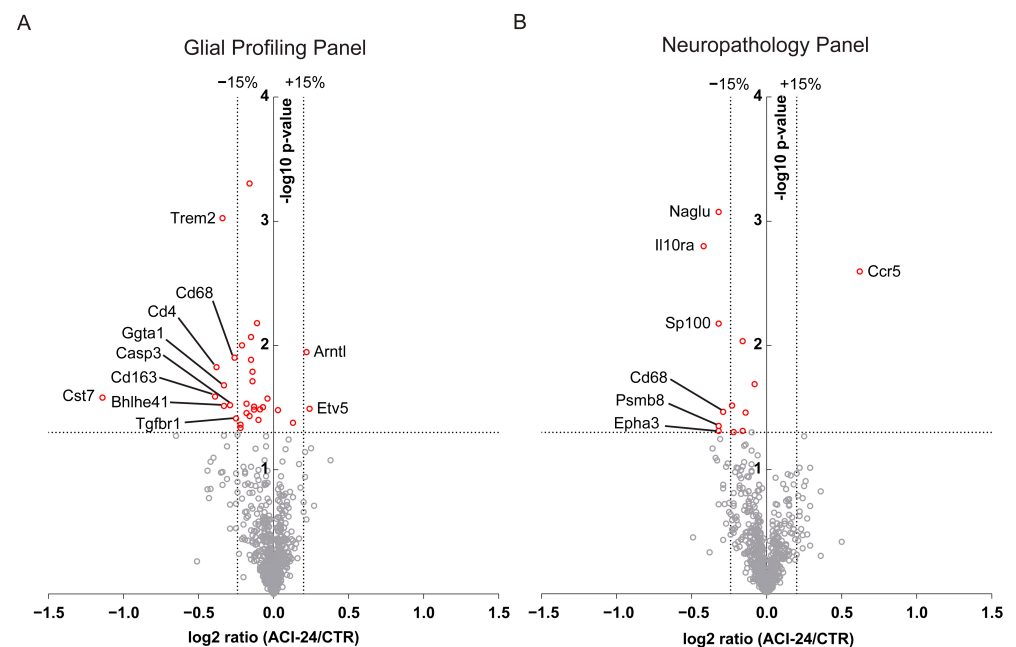 A
Glial Profiling Panel
−15% +15%
4
-log10 p-value
3
Trem2
Cd68
Cd4
Ggta1
Casp3
2
Arntl
Cd163
Cst7
Bhlhe41
Etv5
Tgfbr1
1
−1.5 −1.0 −0.5 0.0 0.5 1.0 1.5
log2 ratio (ACI-24/CTR)
B
Neuropathology Panel
−15% +15%
4
-log10 p-value
3
Naglu
Il10ra
Ccr5
Sp100
2
Cd68
Psmb8
Epha3
1
−1.5 −1.0 −0.5 0.0 0.5 1.0 1.5
log2 ratio (ACI-24/CTR)